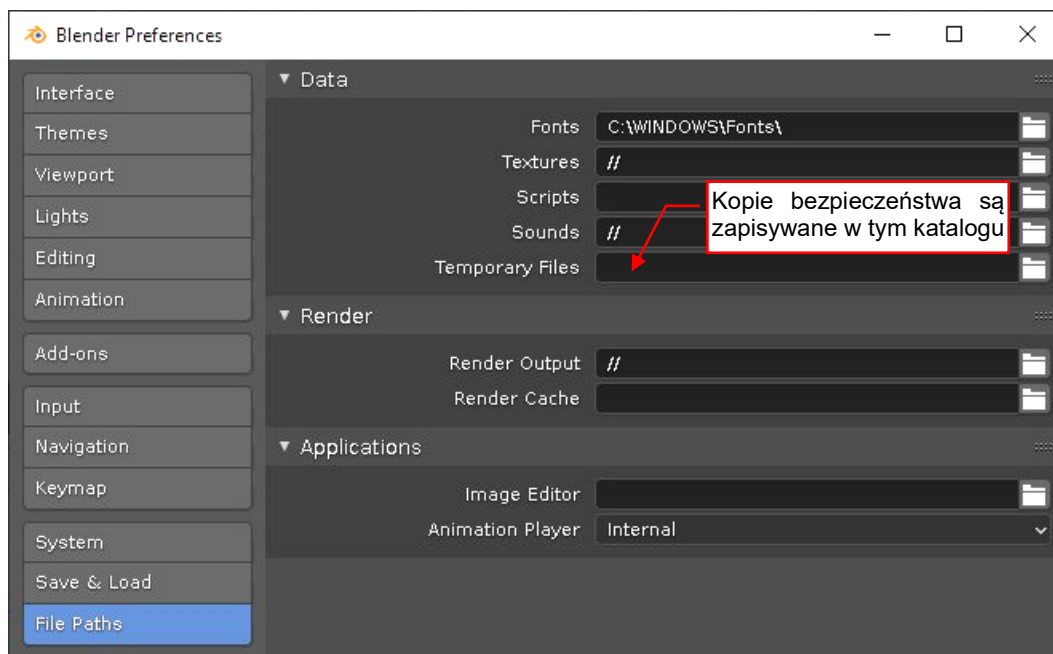 Blender Preferences
Interface
Themes
Viewport
Lights
Editing
Animation
Add-ons
Input
Navigation
Keymap
System
Save & Load
File Paths
Data
Fonts C:\WINDOWS\Fonts\
Textures //
Scripts
Sounds //
Temporary Files
Kopie bezpieczeństwa są
zapisywane w tym katalogu
Render
Render Output //
Render Cache
Applications
Image Editor
Animation Player Internal